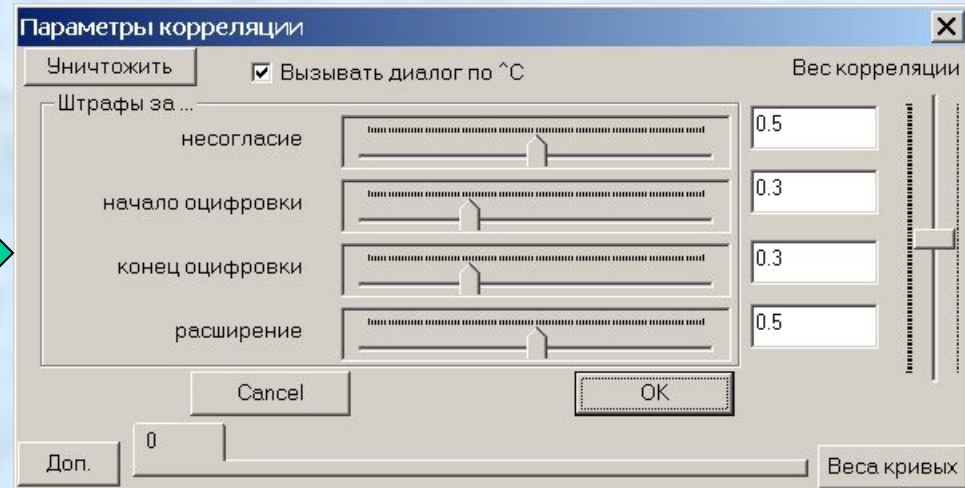 Параметры корреляции
Уничтожить
Вызывать диалог по ^C
Вес корреляции
Штрафы за ...
несогласие
0.5
начало оцифровки
0.3
конец оцифровки
0.3
расширение
0.5
Cancel
OK
Доп.
0
Веса кривых